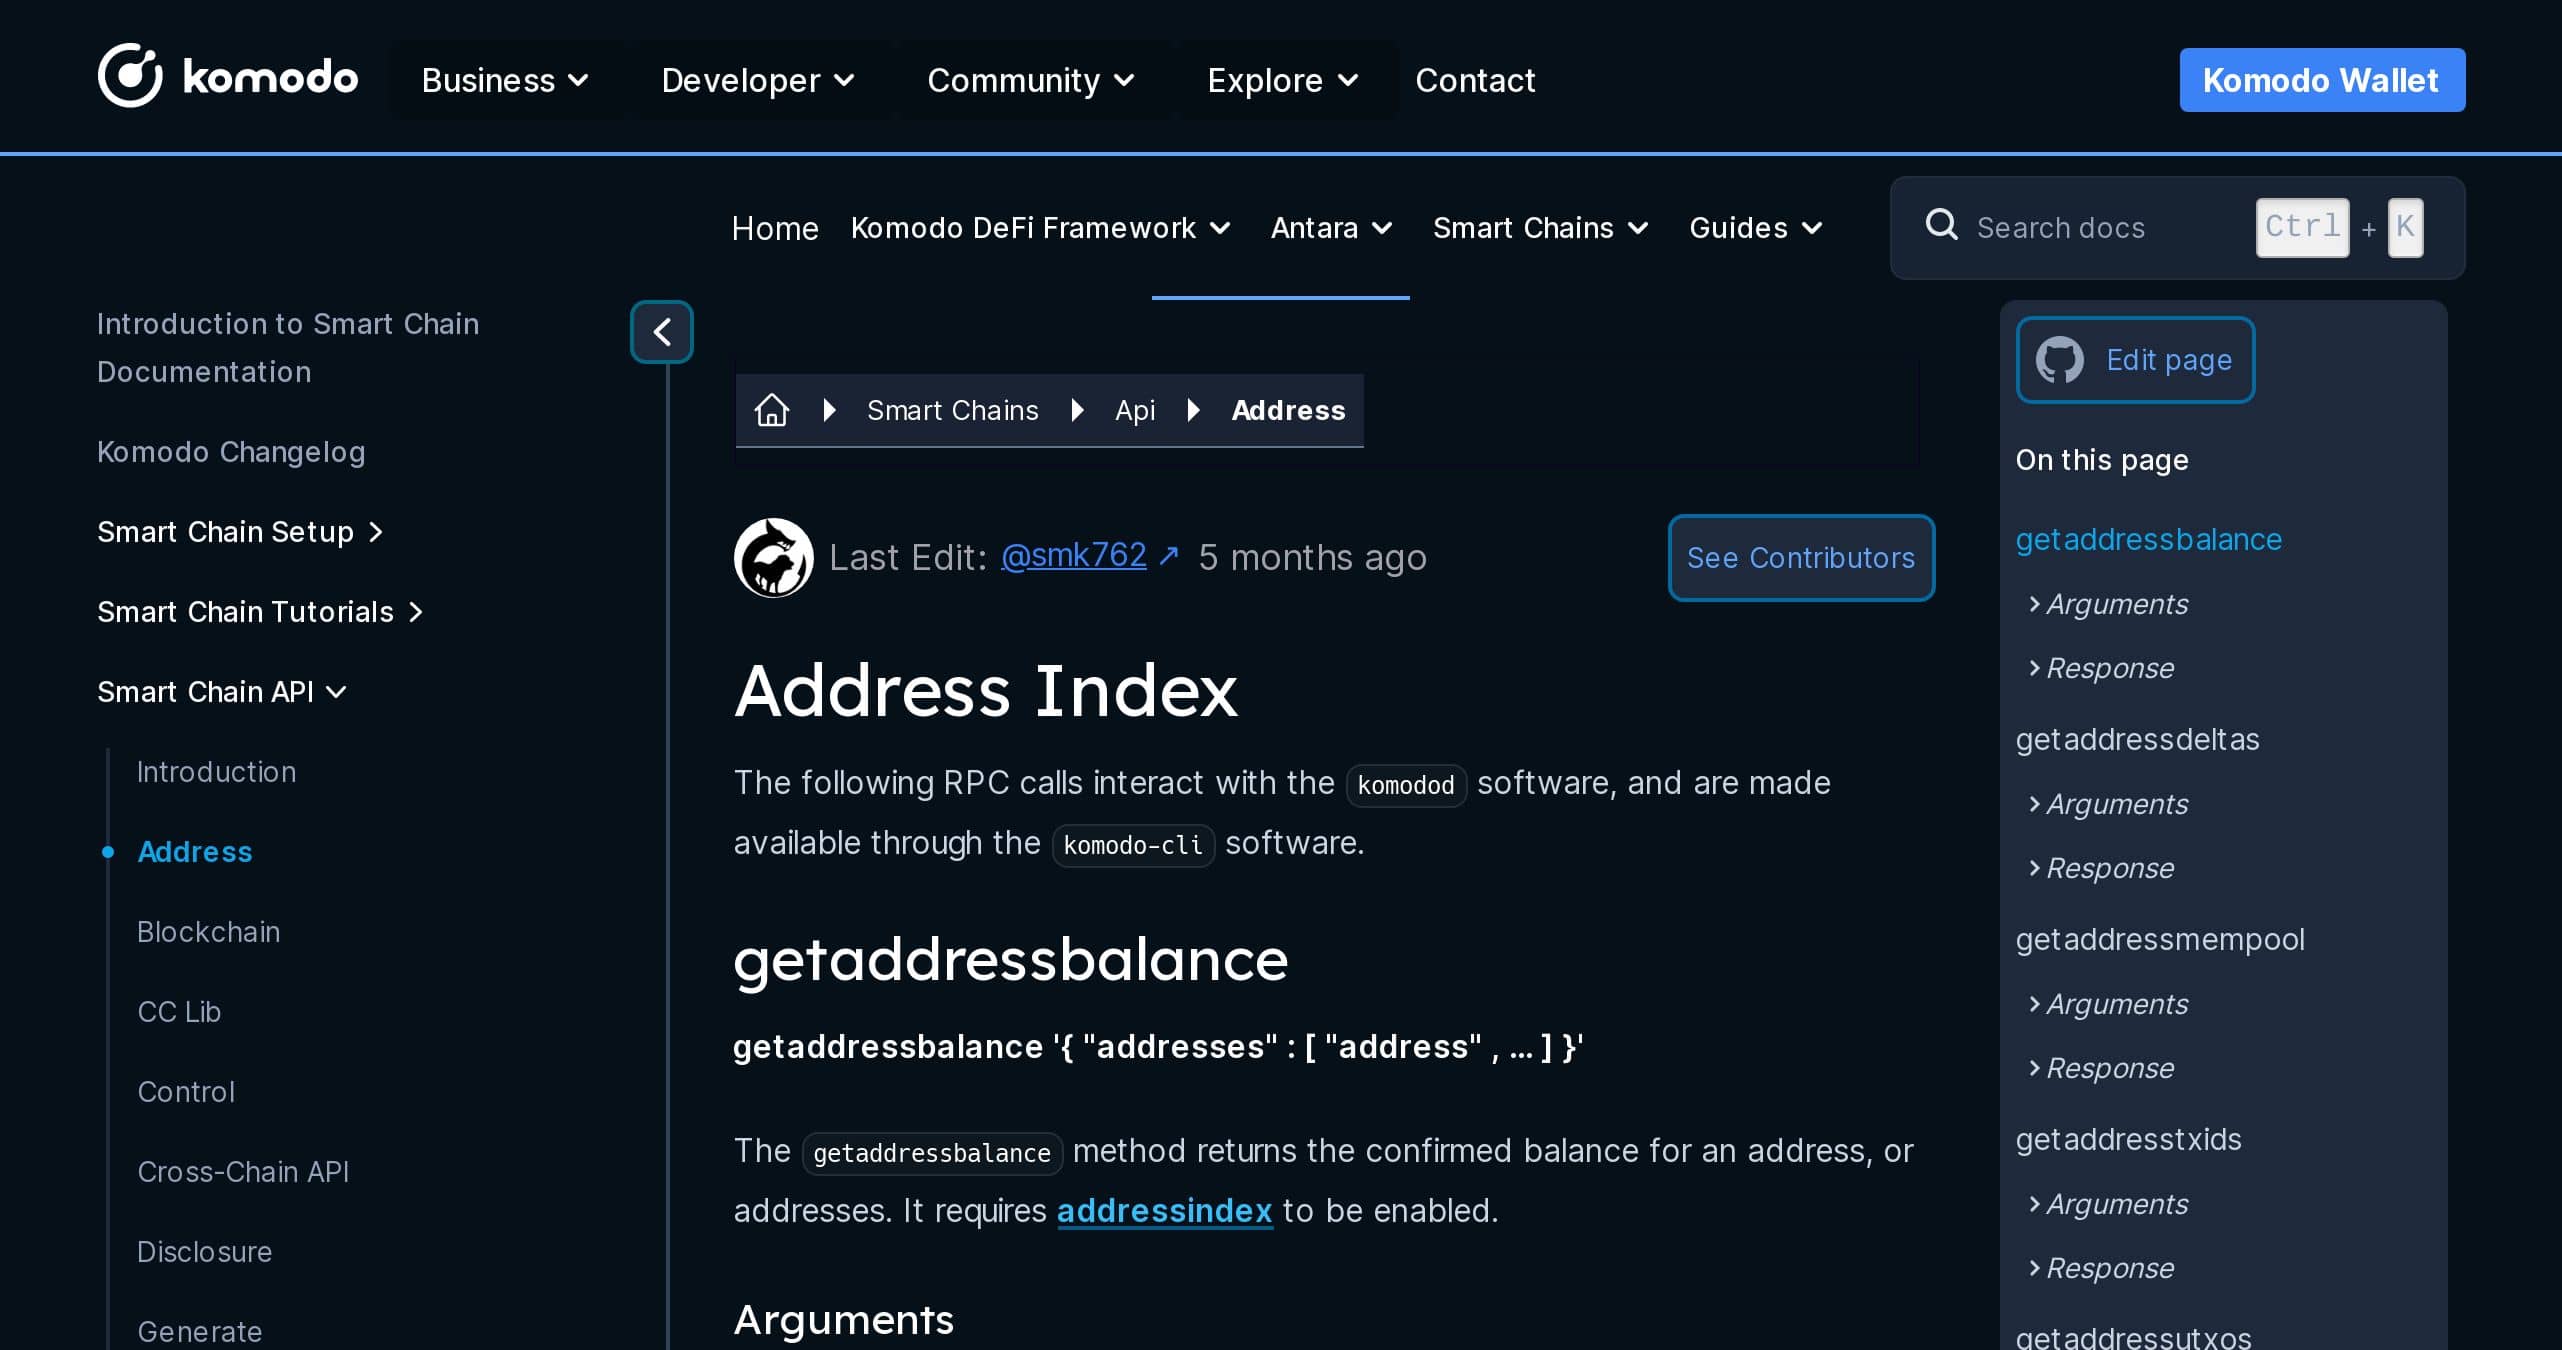 komodo
Business
Developer
Community
Explore
Contact
Komodo Wallet
Home
Komodo DeFi Framework
Antara
Smart Chains
Guides
Search docs
Ctrl + K
Introduction to Smart Chain
Documentation
Komodo Changelog
Smart Chain Setup
Smart Chain Tutorials
Smart Chain API
Introduction
Address
Blockchain
CC Lib
Control
Cross-Chain API
Disclosure
Generate
Smart Chains
Api
Address
Last Edit: @smk762 ↗ 5 months ago
See Contributors
Address Index
The following RPC calls interact with the komodod software, and are made
available through the komodo-cli software.
getaddressbalance
getaddressbalance '{ "addresses" : [ "address" , ... ] }'
The getaddressbalance method returns the confirmed balance for an address, or
addresses. It requires addressindex to be enabled.
Arguments
Edit page
On this page
getaddressbalance
Arguments
Response
getaddressdeltas
Arguments
Response
getaddressmempool
Arguments
Response
getaddresstxids
Arguments
Response
getaddressutxos